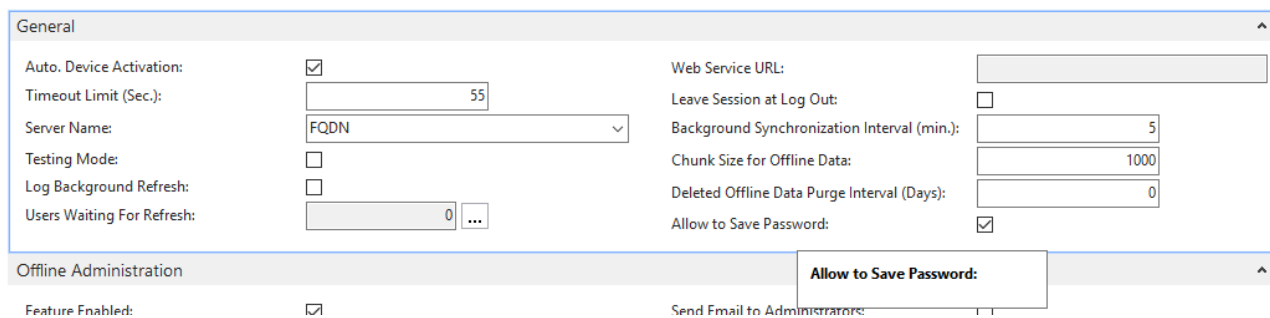 General
Auto. Device Activation:
Timeout Limit (Sec.): 55
Server Name: FQDN
Testing Mode:
Log Background Refresh:
Users Waiting For Refresh: 0 ...
Web Service URL:
Leave Session at Log Out:
Background Synchronization Interval (min.): 5
Chunk Size for Offline Data: 1000
Deleted Offline Data Purge Interval (Days): 0
Allow to Save Password:
Offline Administration
Allow to Save Password:
Feature Enabled:
Send Email to Administrators: